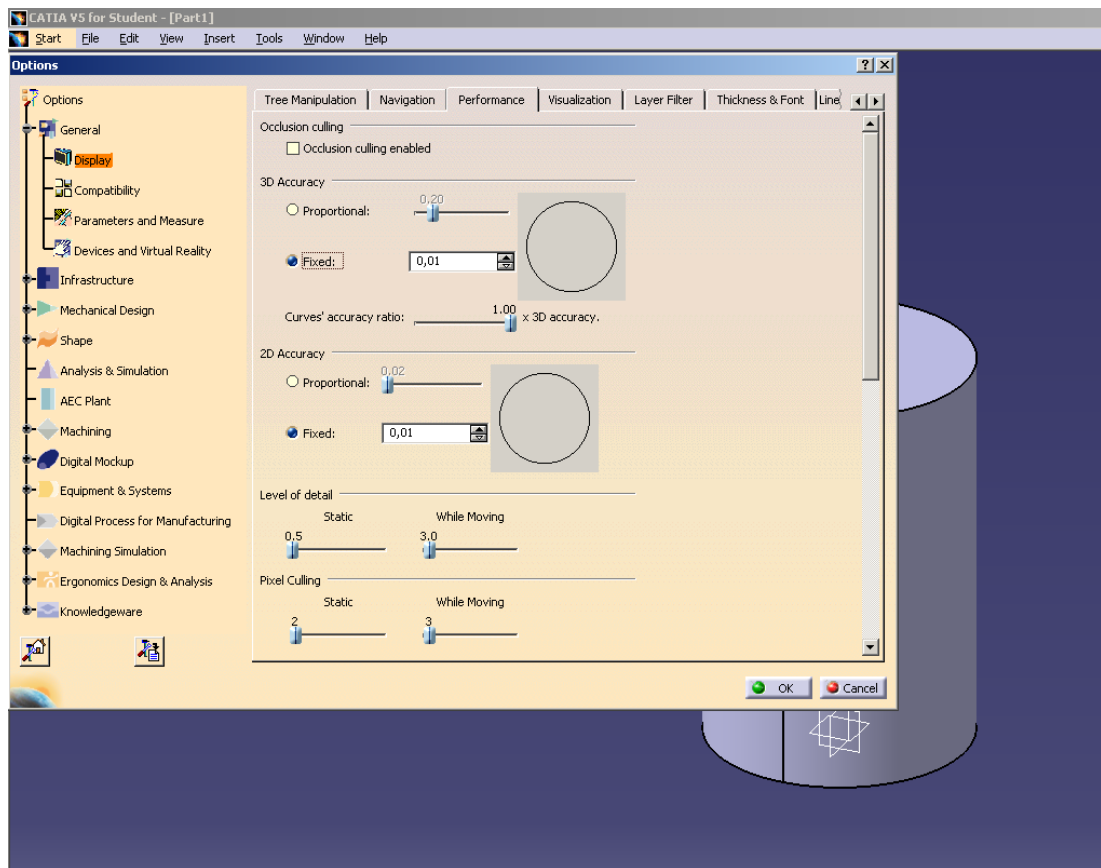 CATIA V5 for Student - [Part1]
Start File Edit View Insert Tools Window Help
Options
Options
General
Display
Compatibility
Parameters and Measure
Devices and Virtual Reality
Infrastructure
Mechanical Design
Shape
Analysis & Simulation
AEC Plant
Machining
Digital Mockup
Equipment & Systems
Digital Process for Manufacturing
Machining Simulation
Ergonomics Design & Analysis
Knowledgeware
Tree Manipulation Navigation Performance Visualization Layer Filter Thickness & Font Line
Occlusion culling
Occlusion culling enabled
3D Accuracy
Proportional: 0.20
Fixed: 0,01
Curves' accuracy ratio: 1.00 x 3D accuracy.
2D Accuracy
Proportional: 0.02
Fixed: 0,01
Level of detail
Static While Moving
0.5 3.0
Pixel Culling
Static While Moving
2 3
OK Cancel